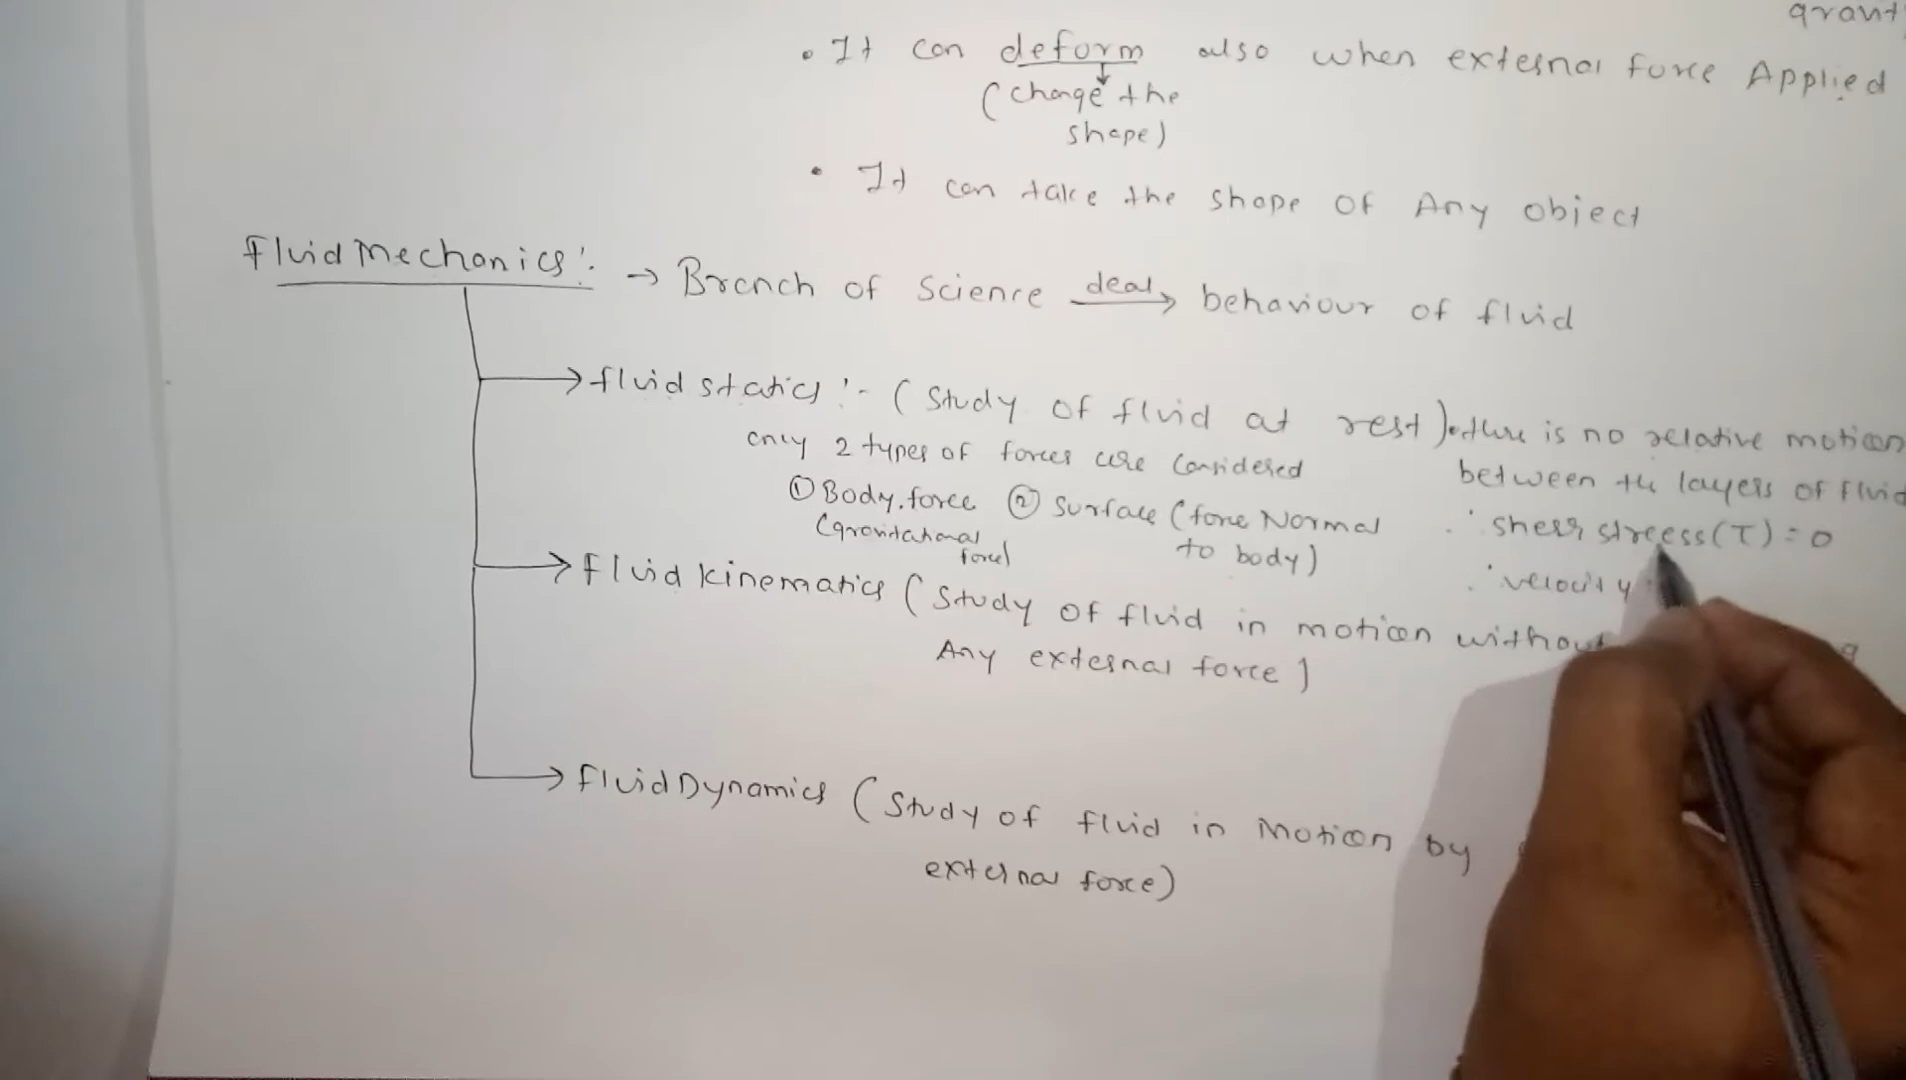 • It can deform also when external force Applied
(change the
shape)
• It can take the shape of Any object
fluid Mechanics :- → Branch of Science deal → behaviour of fluid
→ fluid statics :- (Study of fluid at rest) • there is no relative motion
only 2 types of forces are Considered between the layers of fluid
① Body force ② Surface (force Normal ∴ shear streess (τ) = 0
(gravitational to body)
force)
∴ velocity
→ fluid kinematics (Study of fluid in motion without
Any external force)
→ fluid Dynamics (Study of fluid in Motion by
external force)